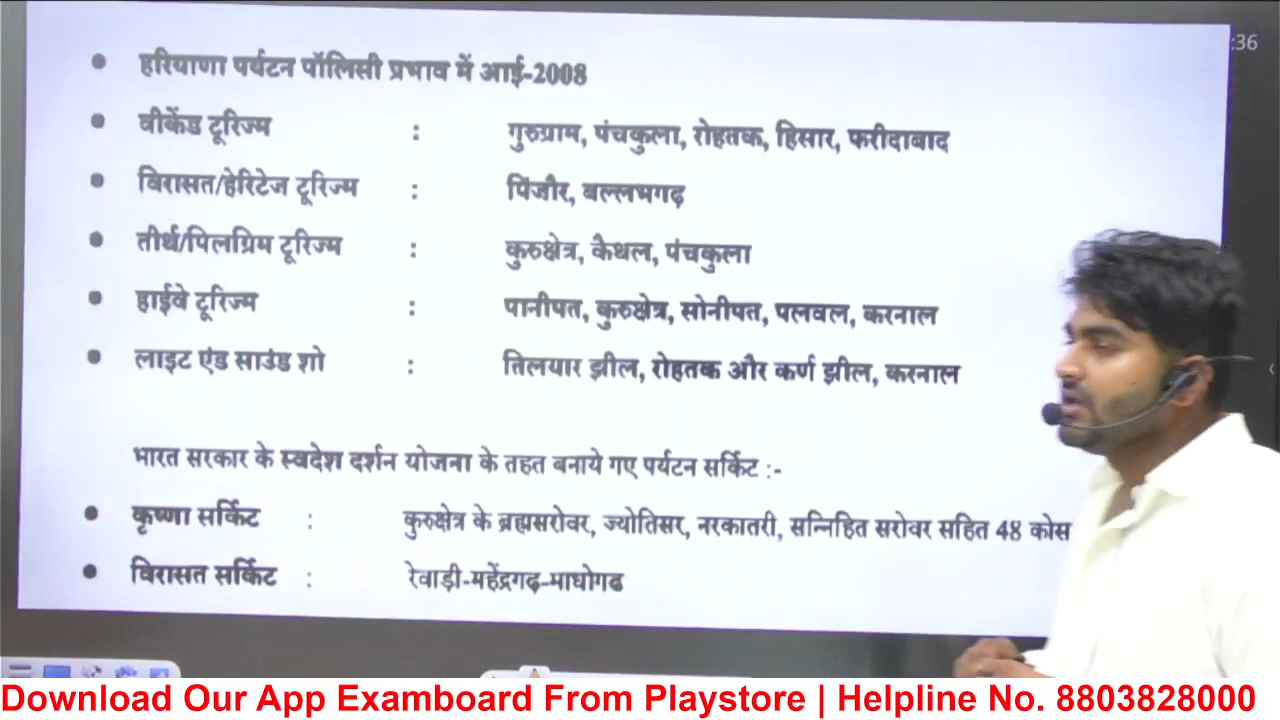 :36
हरियाणा पर्यटन पॉलिसी प्रभाव में आई-2008
वीकेंड टूरिज्म : गुरुग्राम, पंचकुला, रोहतक, हिसार, फरीदाबाद
विरासत/हेरिटेज टूरिज्म : पिंजौर, बल्लभगढ़
तीर्थ/पिलग्रिम टूरिज्म : कुरुक्षेत्र, कैथल, पंचकुला
हाईवे टूरिज्म : पानीपत, कुरुक्षेत्र, सोनीपत, पलवल, करनाल
लाइट एंड साउंड शो : तिलयार झील, रोहतक और कर्ण झील, करनाल
भारत सरकार के स्वदेश दर्शन योजना के तहत बनाये गए पर्यटन सर्किट :-
कृष्णा सर्किट : कुरुक्षेत्र के ब्रह्मसरोवर, ज्योतिसर, नरकातरी, सन्निहित सरोवर सहित 48 कोस
विरासत सर्किट : रेवाड़ी-महेंद्रगढ़-माधोगढ
Download Our App Examboard From Playstore | Helpline No. 8803828000